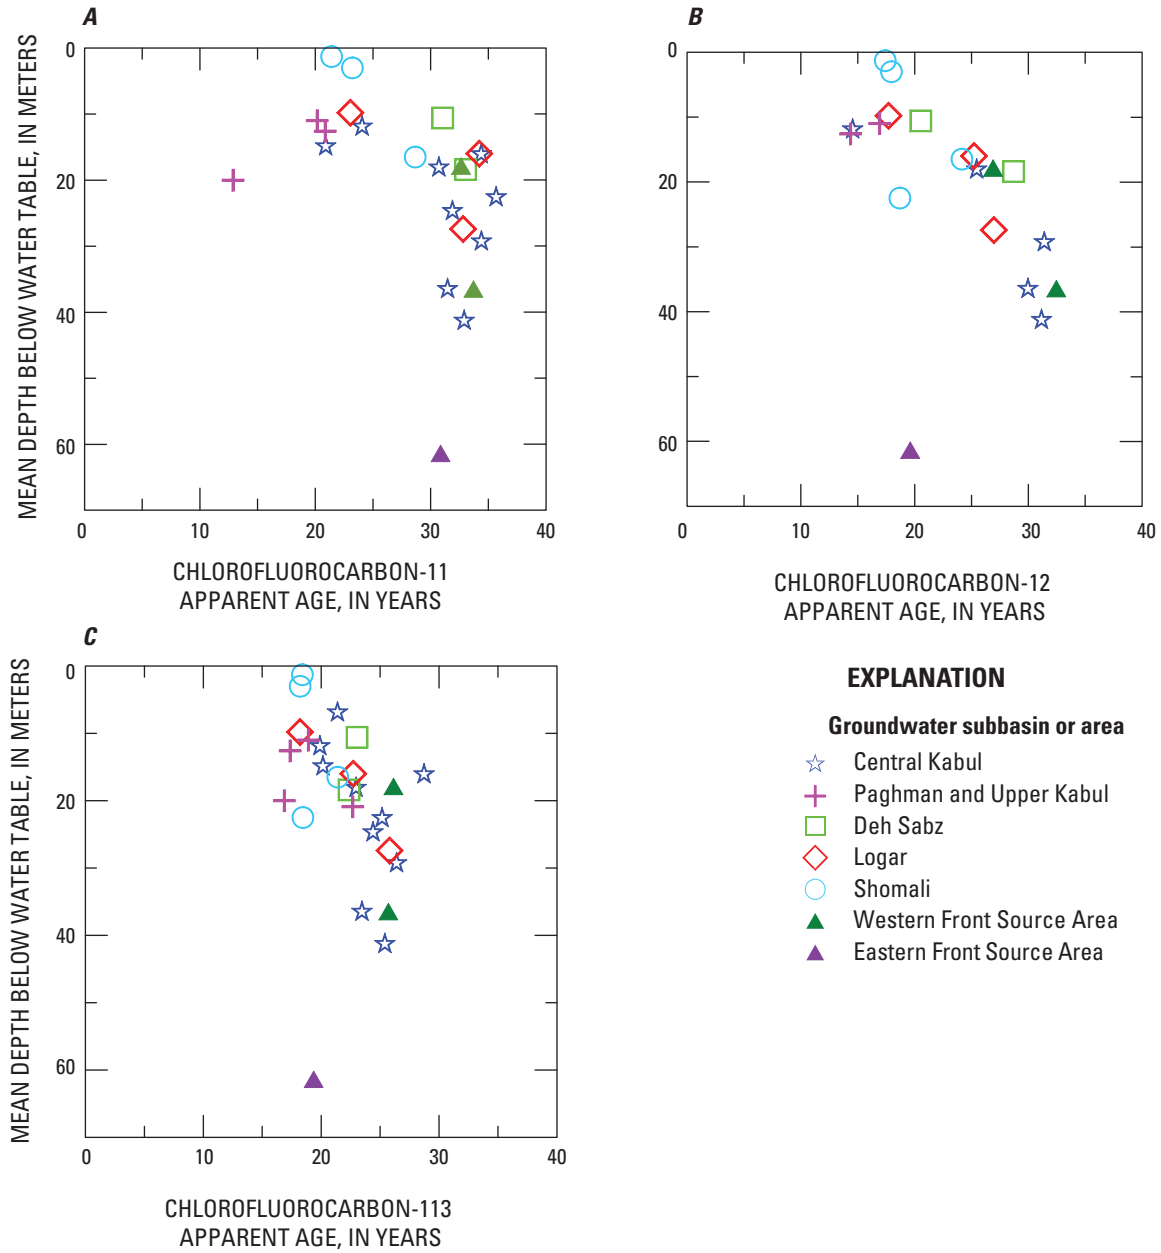 A
MEAN DEPTH BELOW WATER TABLE, IN METERS
0
20
40
60
0 10 20 30 40
CHLOROFLUOROCARBON-11
APPARENT AGE, IN YEARS
B
0
20
40
60
0 10 20 30 40
CHLOROFLUOROCARBON-12
APPARENT AGE, IN YEARS
C
MEAN DEPTH BELOW WATER TABLE, IN METERS
0
20
40
60
0 10 20 30 40
CHLOROFLUOROCARBON-113
APPARENT AGE, IN YEARS
EXPLANATION
Groundwater subbasin or area
Central Kabul
Paghman and Upper Kabul
Deh Sabz
Logar
Shomali
Western Front Source Area
Eastern Front Source Area